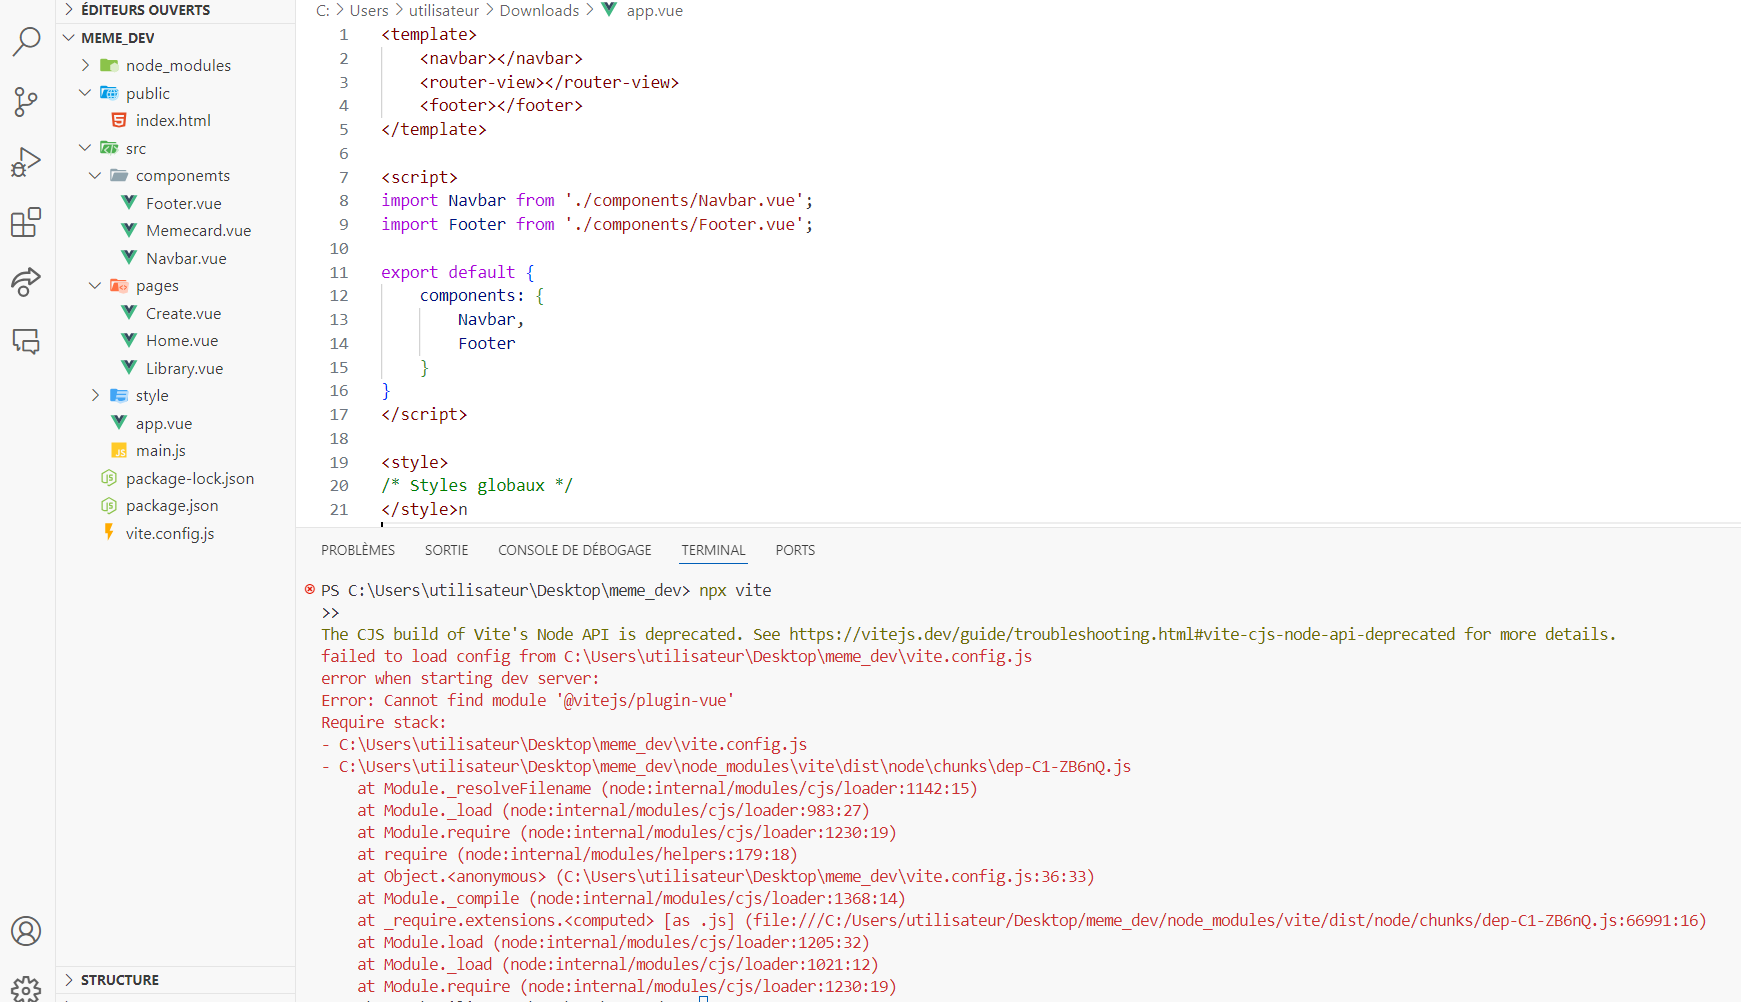 ÉDITEURS OUVERTS
MEME_DEV
node_modules
public
index.html
src
componemts
Footer.vue
Memecard.vue
Navbar.vue
pages
Create.vue
Home.vue
Library.vue
style
app.vue
main.js
package-lock.json
package.json
vite.config.js
STRUCTURE
C: > Users > utilisateur > Downloads > app.vue
1 <template>
2 <navbar></navbar>
3 <router-view></router-view>
4 <footer></footer>
5 </template>
6
7 <script>
8 import Navbar from './components/Navbar.vue';
9 import Footer from './components/Footer.vue';
10
11 export default {
12 components: {
13 Navbar,
14 Footer
15 }
16 }
17 </script>
18
19 <style>
20 /* Styles globaux */
21 </style>n
PROBLÈMES SORTIE CONSOLE DE DÉBOGAGE TERMINAL PORTS
PS C:\Users\utilisateur\Desktop\meme_dev> npx vite
>>
The CJS build of Vite's Node API is deprecated. See https://vitejs.dev/guide/troubleshooting.html#vite-cjs-node-api-deprecated for more details.
failed to load config from C:\Users\utilisateur\Desktop\meme_dev\vite.config.js
error when starting dev server:
Error: Cannot find module '@vitejs/plugin-vue'
Require stack:
- C:\Users\utilisateur\Desktop\meme_dev\vite.config.js
- C:\Users\utilisateur\Desktop\meme_dev\node_modules\vite\dist\node\chunks\dep-C1-ZB6nQ.js
at Module._resolveFilename (node:internal/modules/cjs/loader:1142:15)
at Module._load (node:internal/modules/cjs/loader:983:27)
at Module.require (node:internal/modules/cjs/loader:1230:19)
at require (node:internal/modules/helpers:179:18)
at Object.<anonymous> (C:\Users\utilisateur\Desktop\meme_dev\vite.config.js:36:33)
at Module._compile (node:internal/modules/cjs/loader:1368:14)
at _require.extensions.<computed> [as .js] (file:///C:/Users/utilisateur/Desktop/meme_dev/node_modules/vite/dist/node/chunks/dep-C1-ZB6nQ.js:66991:16)
at Module.load (node:internal/modules/cjs/loader:1205:32)
at Module._load (node:internal/modules/cjs/loader:1021:12)
at Module.require (node:internal/modules/cjs/loader:1230:19)